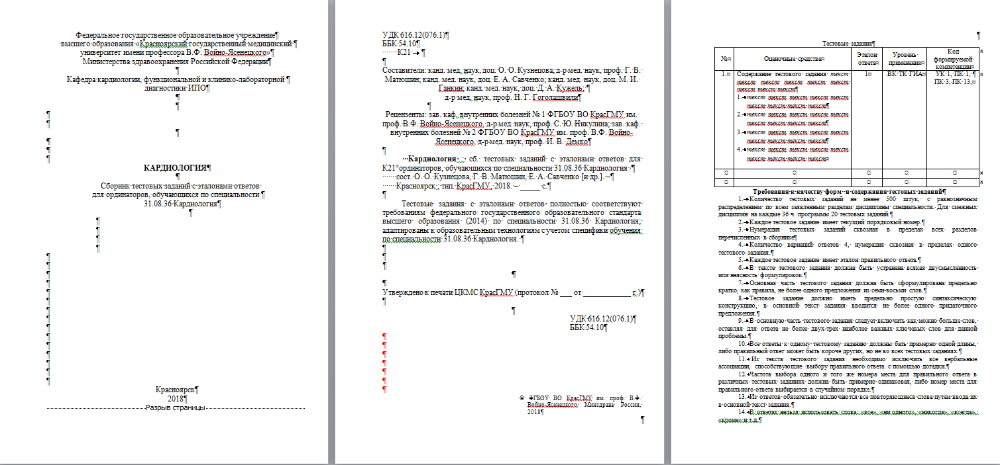 Федеральное государственное образовательное учреждение
высшего образования «Красноярский государственный медицинский
университет имени профессора В.Ф. Войно-Ясенецкого»
Министерства здравоохранения Российской Федерации
Кафедра кардиологии, функциональной и клинико-лабораторной
диагностики ИПО
КАРДИОЛОГИЯ
Сборник тестовых заданий с эталонами ответов
для ординаторов, обучающихся по специальности
31.08.36 Кардиология
Красноярск
2018
Разрыв страницы
УДК 616.12(076.1)
ББК 54.10
К21
Составители: канд. мед. наук, доц. О. О. Кузнецова; д-р мед. наук, проф. Г. В.
Матюшин; канд. мед. наук, доц. Е. А. Савченко; канд. мед. наук, доц. М. И.
Ганкин; канд. мед. наук, доц. Д. А. Кужель;
д-р мед. наук, проф. Н. Г. Гоголашвили
Рецензенты: зав. каф. внутренних болезней № 1 ФГБОУ ВО КрасГМУ им.
проф. В.Ф. Войно-Ясенецкого, д-р мед. наук, проф. С. Ю. Никулина; зав. каф.
внутренних болезней № 2 ФГБОУ ВО КрасГМУ им. проф. В.Ф. Войно-
Ясенецкого, д-р мед. наук, проф. И. В. Демко
Кардиология: сб. тестовых заданий с эталонами ответов для
К21 ординаторов, обучающихся по специальности 31.08.36 Кардиология /
сост. О. О. Кузнецова, Г. В. Матюшин, Е. А. Савченко [и др.]. –
Красноярск : тип. КрасГМУ, 2018. – _____ с.
Тестовые задания с эталонами ответов полностью соответствуют
требованиям федерального государственного образовательного стандарта
высшего образования (2014) по специальности 31.08.36 Кардиология;
адаптированы к образовательным технологиям с учетом специфики обучения
по специальности 31.08.36 Кардиология.
Утверждено к печати ЦКМС КрасГМУ (протокол № ___ от ____________ г.)
УДК 616.12(076.1)
ББК 54.10
© ФГБОУ ВО КрасГМУ им. проф. В.Ф.
Войно-Ясенецкого Минздрава России,
2018
Тестовые задания
№ Оценочные средства Эталон ответа Уровень применения Код формируемой компетенции
1. Содержание тестового задания текст 1 ВК ТК ГИА УК 1, ПК 1,
текст текст текст текст текст ПК 3, ПК 13,
текст текст текст
1. текст текст текст текст текст
текст текст текст текст
2. текст текст текст текст текст
текст текст текст текст
3. текст текст текст текст текст
текст текст текст текст
4. текст текст текст текст текст
текст текст текст текст
Требования к качеству форм и содержания тестовых заданий
1. Количество тестовых заданий не менее 500 штук, с равнозначным
распределением по всем заявленным разделам дисциплины специальности. Для смежных
дисциплин на каждые 36 ч. программы 20 тестовых заданий.
2. Каждое тестовое задание имеет текущий порядковый номер.
3. Нумерация тестовых заданий сквозная в пределах всех разделов
перечисленных в сборнике
4. Количество вариаций ответов 4, нумерация сквозная в пределах одного
тестового задания.
5. Каждое тестовое задание имеет эталон правильного ответа.
6. В тексте тестового задания должна быть устранена всякая двусмысленность
или неясность формулировок.
7. Основная часть тестового задания должна быть сформулирована предельно
кратко, как правила, не более одного предложения из семи-восьми слов.
8. Тестовое задание должно иметь предельно простую синтаксическую
конструкцию, в основной текст задания вводится не более одного придаточного
предложения.
9. В основную часть тестового задания следует включить как можно больше слов,
оставляя для ответа не более двух-трех наиболее важных ключевых слов для данной
проблемы.
10. Все ответы к одному тестовому заданию должны бать примерно одной длины,
либо правильный ответ может быть короче других, но не во всех тестовых заданиях.
11. Из текста тестового задания необходимо исключить все вербальные
ассоциации, способствующие выбору правильного ответа с помощью догадки.
12. Частота выбора одного и того же номера места для правильного ответа в
различных тестовых заданиях должна быть примерно одинаковая, либо номер места для
правильного ответа выбирается в случайном порядке.
13. Из ответов обязательно исключаются все повторяющиеся слова путем ввода их
в основной текст задания.
14. В ответах нельзя использовать слова: «все», «ни одного», «никогда», «всегда»,
«кроме» и т.д.